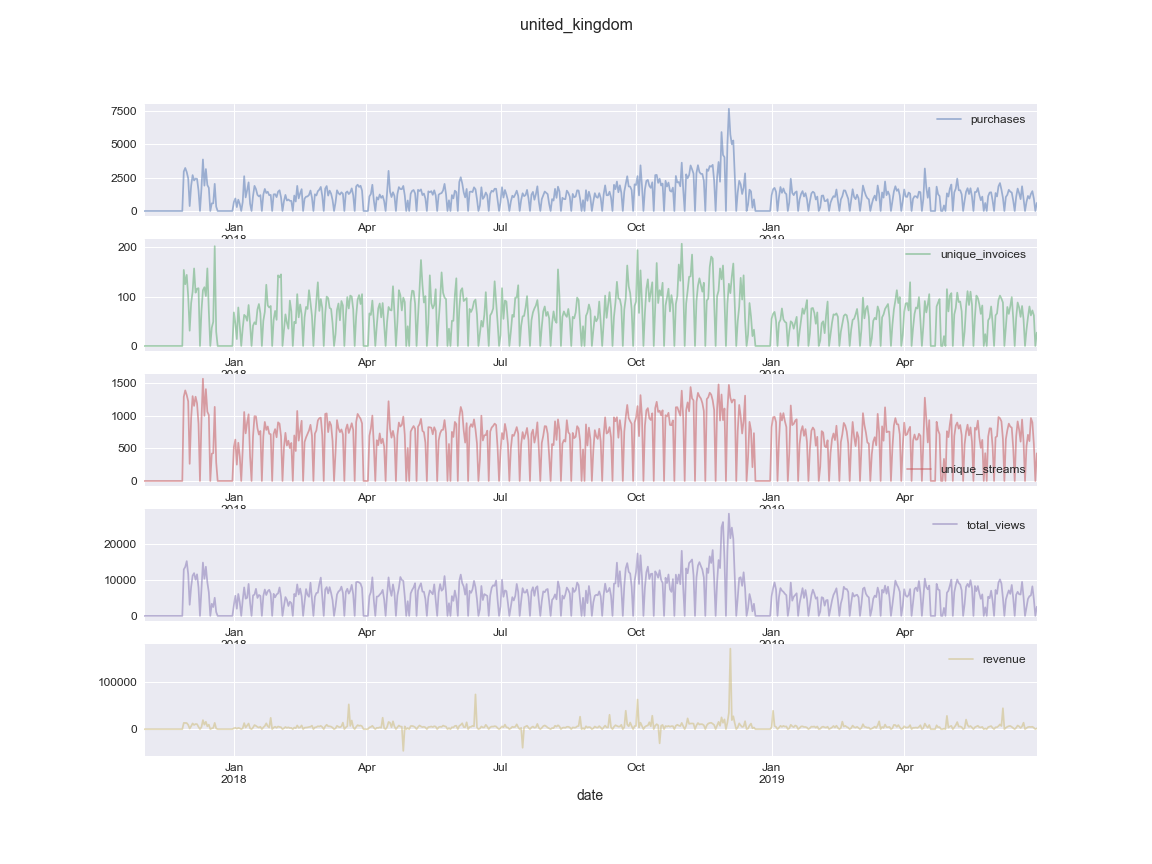 united_kingdom
7500
5000
2500
0
purchases
Jan Apr Jul Oct Jan Apr
2018 2019
200
100
0
unique_invoices
Jan Apr Jul Oct Jan Apr
2018 2019
1500
1000
500
0
unique_streams
Jan Apr Jul Oct Jan Apr
2018 2019
20000
10000
0
total_views
Jan Apr Jul Oct Jan Apr
2018 2019
100000
0
revenue
Jan Apr Jul Oct Jan Apr
2018 2019
date